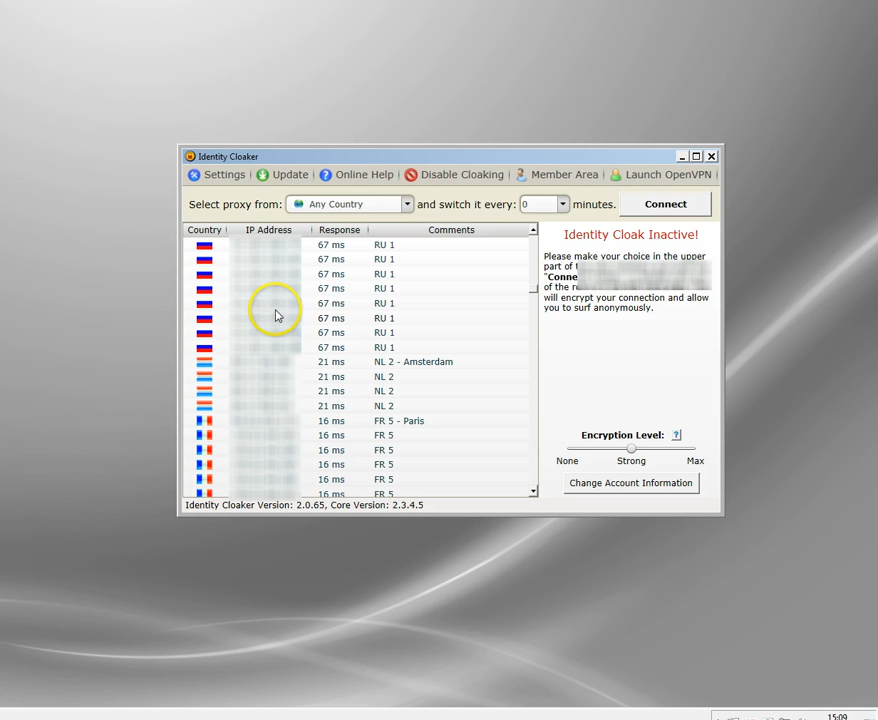 Identity Cloaker
Settings Update Online Help Disable Cloaking Member Area Launch OpenVPN
Select proxy from: Any Country and switch it every: 0 minutes. Connect
Country IP Address Response Comments
67 ms RU 1
67 ms RU 1
67 ms RU 1
67 ms RU 1
67 ms RU 1
67 ms RU 1
67 ms RU 1
67 ms RU 1
21 ms NL 2 - Amsterdam
21 ms NL 2
21 ms NL 2
21 ms NL 2
16 ms FR 5 - Paris
16 ms FR 5
16 ms FR 5
16 ms FR 5
16 ms FR 5
16 ms FR 5
Identity Cloak Inactive!
Please make your choice in the upper
part of
of the
will encrypt your connection and allow
you to surf anonymously.
Encryption Level: ?
None Strong Max
Change Account Information
Identity Cloaker Version: 2.0.65, Core Version: 2.3.4.5
15:09